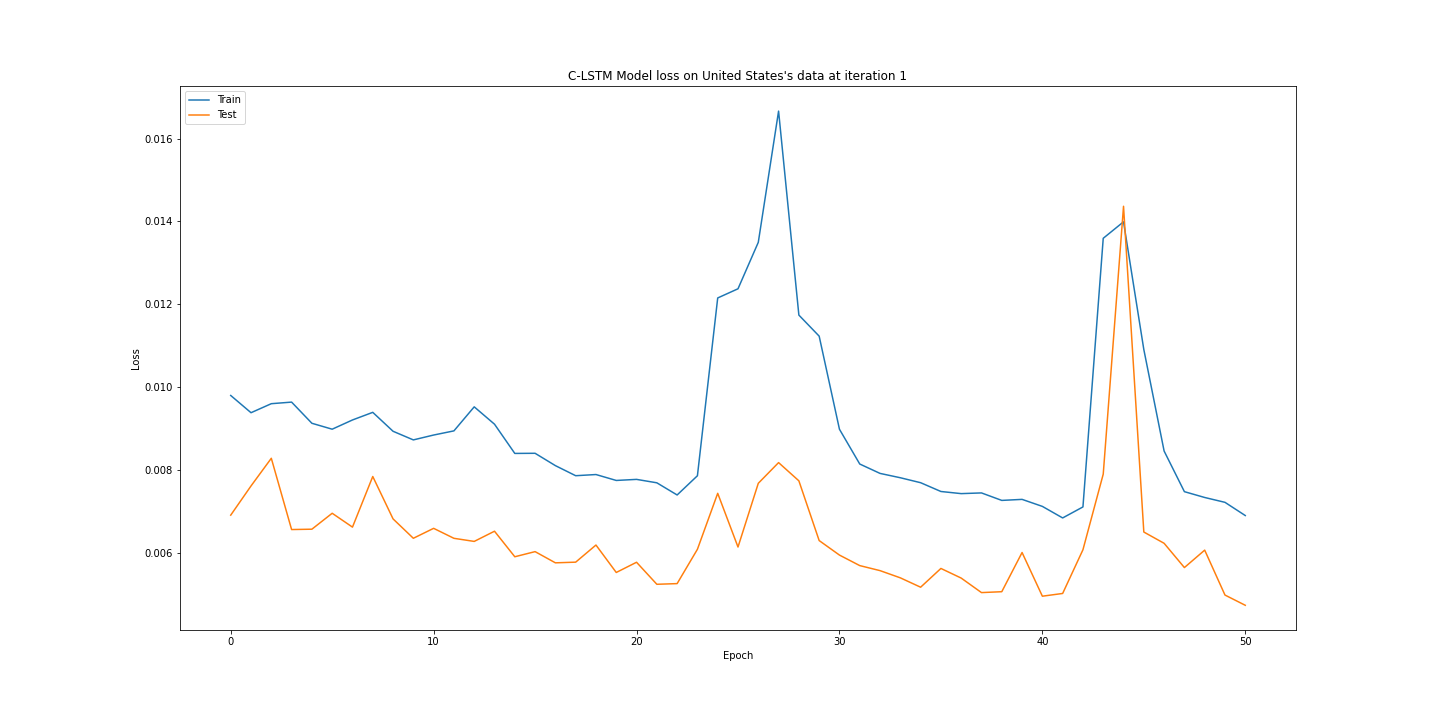 C-LSTM Model loss on United States's data at iteration 1
Train
Test
0.016
0.014
0.012
0.010
0.008
0.006
Loss
0 10 20 30 40 50
Epoch